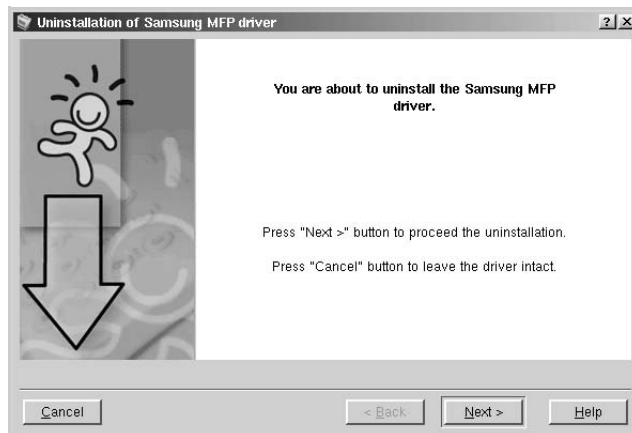 Uninstallation of Samsung MFP driver
You are about to uninstall the Samsung MFP
driver.
Press "Next >" button to proceed the uninstallation.
Press "Cancel" button to leave the driver intact.
Cancel
< Back
Next >
Help